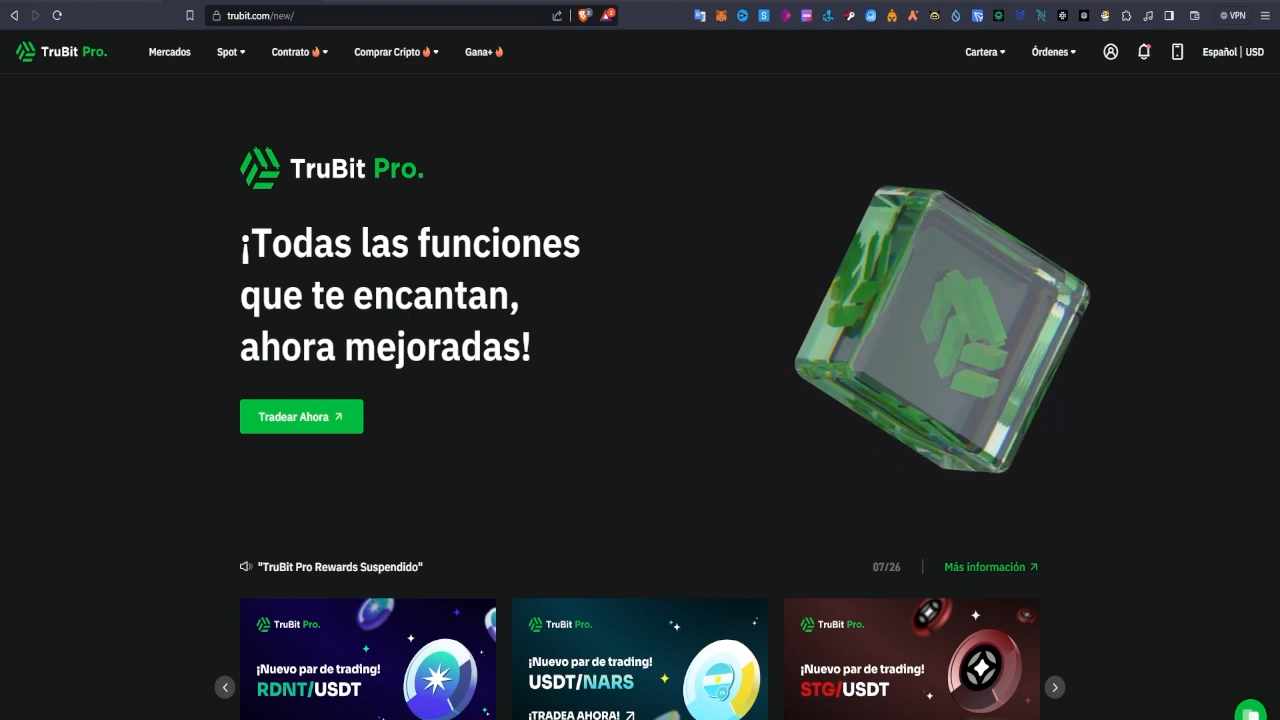 trubit.com/new/
VPN
TruBit Pro.
Mercados
Spot
Contrato
Comprar Cripto
Gana+
Cartera
Órdenes
Español | USD
TruBit Pro.
¡Todas las funciones
que te encantan,
ahora mejoradas!
Tradear Ahora
"TruBit Pro Rewards Suspendido"
07/26
Más información
TruBit Pro.
¡Nuevo par de trading!
RDNT/USDT
TruBit Pro.
¡Nuevo par de trading!
USDT/NARS
¡TRADEA AHORA!
TruBit Pro.
¡Nuevo par de trading!
STG/USDT